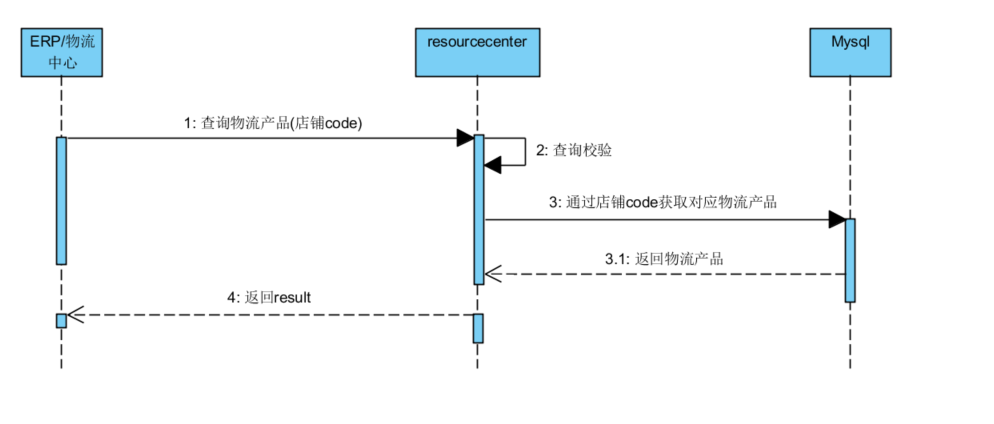 ERP/物流
中心
resourcecenter
Mysql
1: 查询物流产品(店铺code)
2: 查询校验
3: 通过店铺code获取对应物流产品
3.1: 返回物流产品
4: 返回result